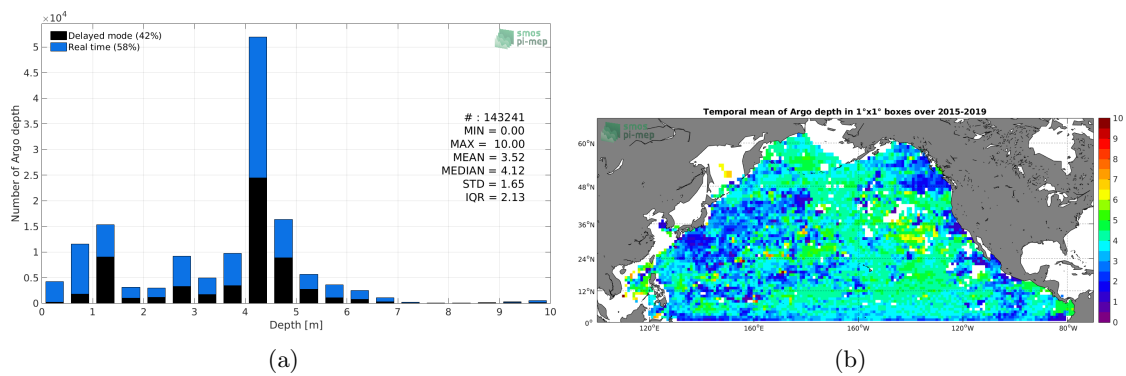 ×10⁴
Delayed mode (42%)
Real time (58%)
smos
pi-mep
5
4.5
4
3.5
3
2.5
2
1.5
1
0.5
0
Number of Argo depth
# : 143241
MIN = 0.00
MAX = 10.00
MEAN = 3.52
MEDIAN = 4.12
STD = 1.65
IQR = 2.13
0 1 2 3 4 5 6 7 8 9 10
Depth [m]
(a)
Temporal mean of Argo depth in 1°x1° boxes over 2015-2019
smos
pi-mep
60°N
48°N
36°N
24°N
12°N
0°
120°E 160°E 160°W 120°W 80°W
10
9
8
7
6
5
4
3
2
1
0
(b)